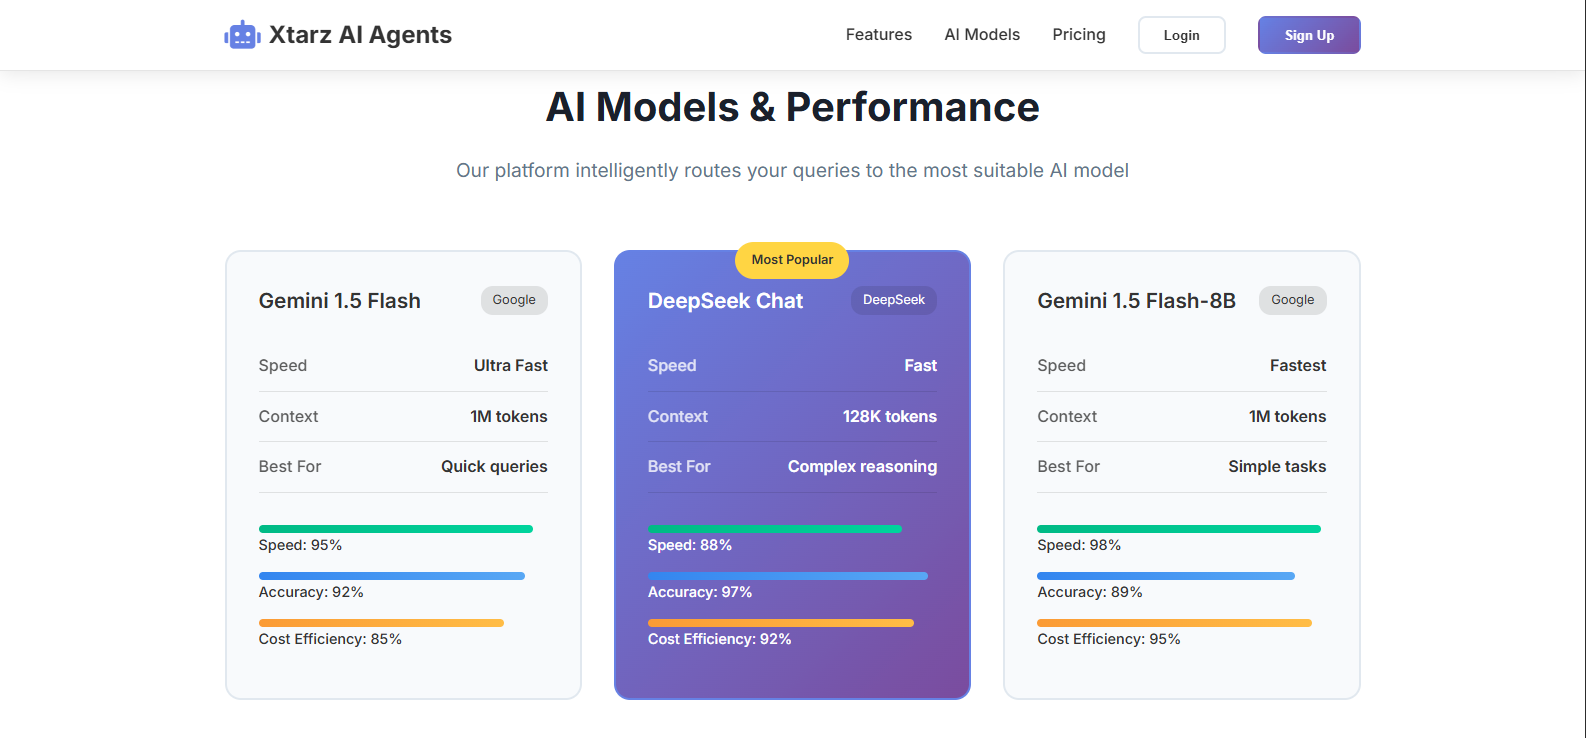 Xtarz AI Agents
Features
AI Models
Pricing
Login
Sign Up
AI Models & Performance
Our platform intelligently routes your queries to the most suitable AI model
Gemini 1.5 Flash
Google
Speed
Ultra Fast
Context
1M tokens
Best For
Quick queries
Speed: 95%
Accuracy: 92%
Cost Efficiency: 85%
Most Popular
DeepSeek Chat
DeepSeek
Speed
Fast
Context
128K tokens
Best For
Complex reasoning
Speed: 88%
Accuracy: 97%
Cost Efficiency: 92%
Gemini 1.5 Flash-8B
Google
Speed
Fastest
Context
1M tokens
Best For
Simple tasks
Speed: 98%
Accuracy: 89%
Cost Efficiency: 95%